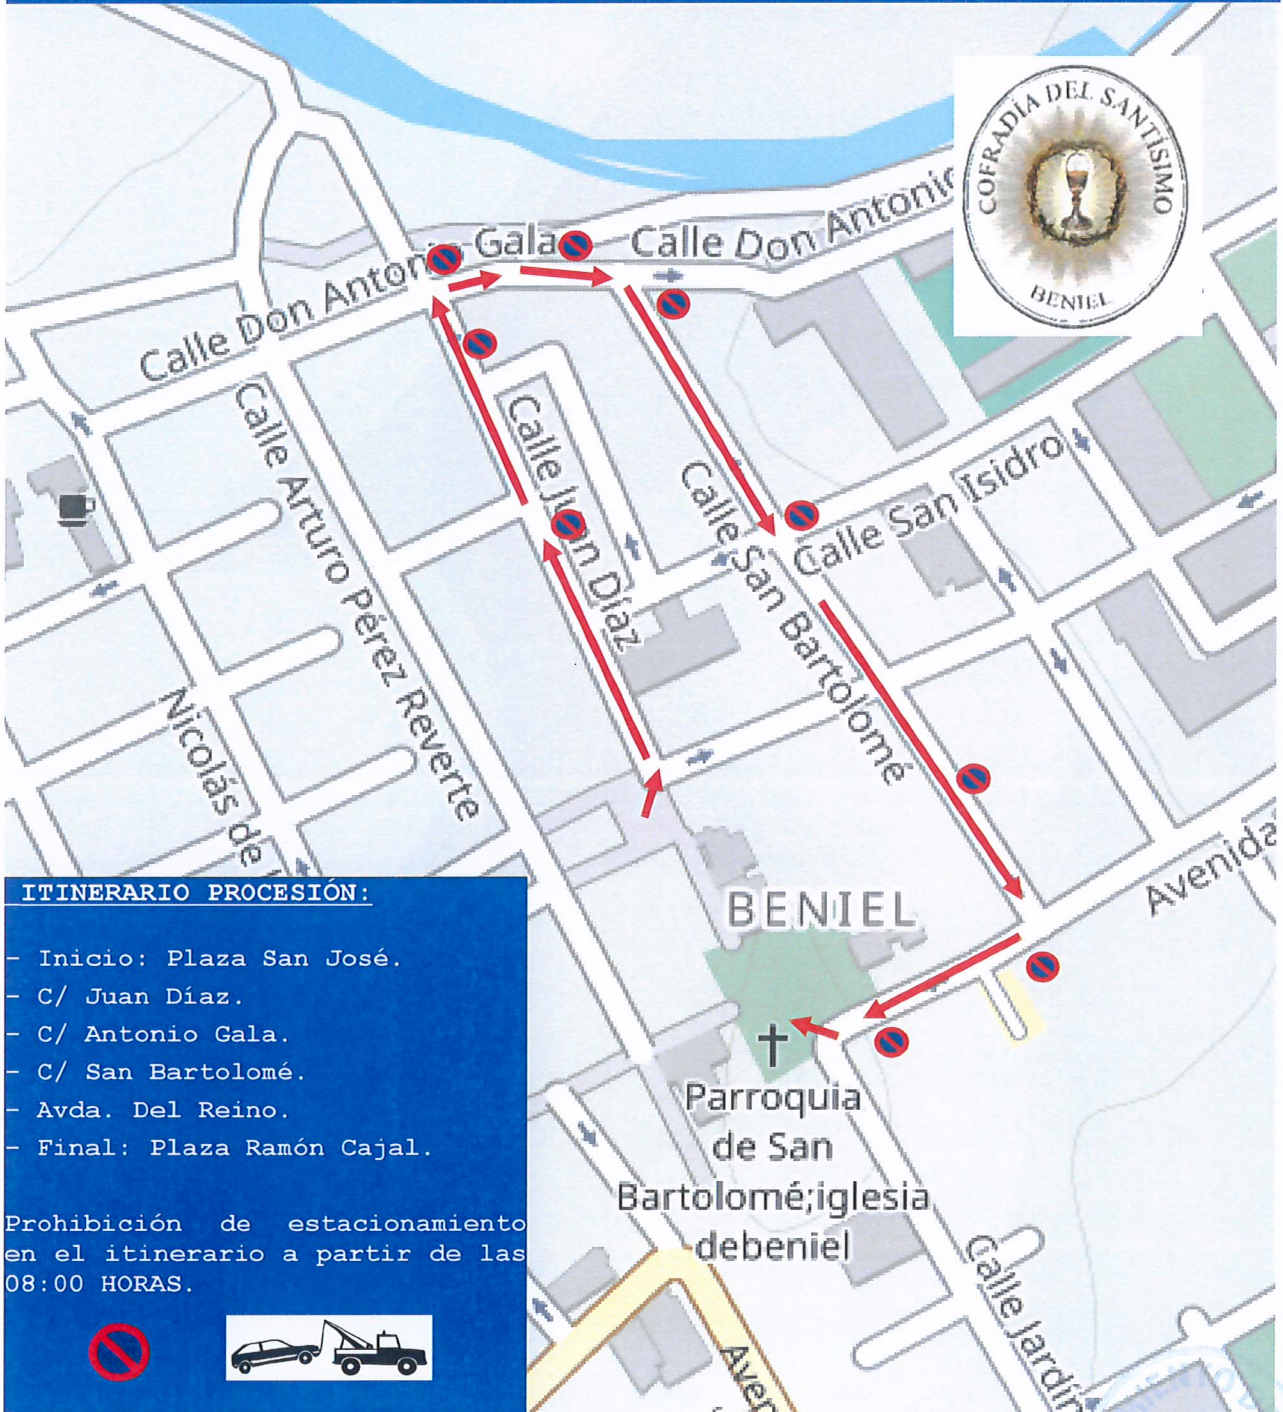 COFRADÍA DEL SANTÍSIMO
BENIEL
Calle Don Antonio Gala
Calle Don Antonio
Calle Arturo Pérez Reverte
Calle Juan Díaz
Calle San Isidro
Calle San Bartolomé
Nicolás de
Avenida
BENIEL
Parroquia
de San
Bartolomé;iglesia
debeniel
Calle Jardín
ITINERARIO PROCESIÓN:
- Inicio: Plaza San José.
- C/ Juan Díaz.
- C/ Antonio Gala.
- C/ San Bartolomé.
- Avda. Del Reino.
- Final: Plaza Ramón Cajal.
Prohibición de estacionamiento
en el itinerario a partir de las
08:00 HORAS.